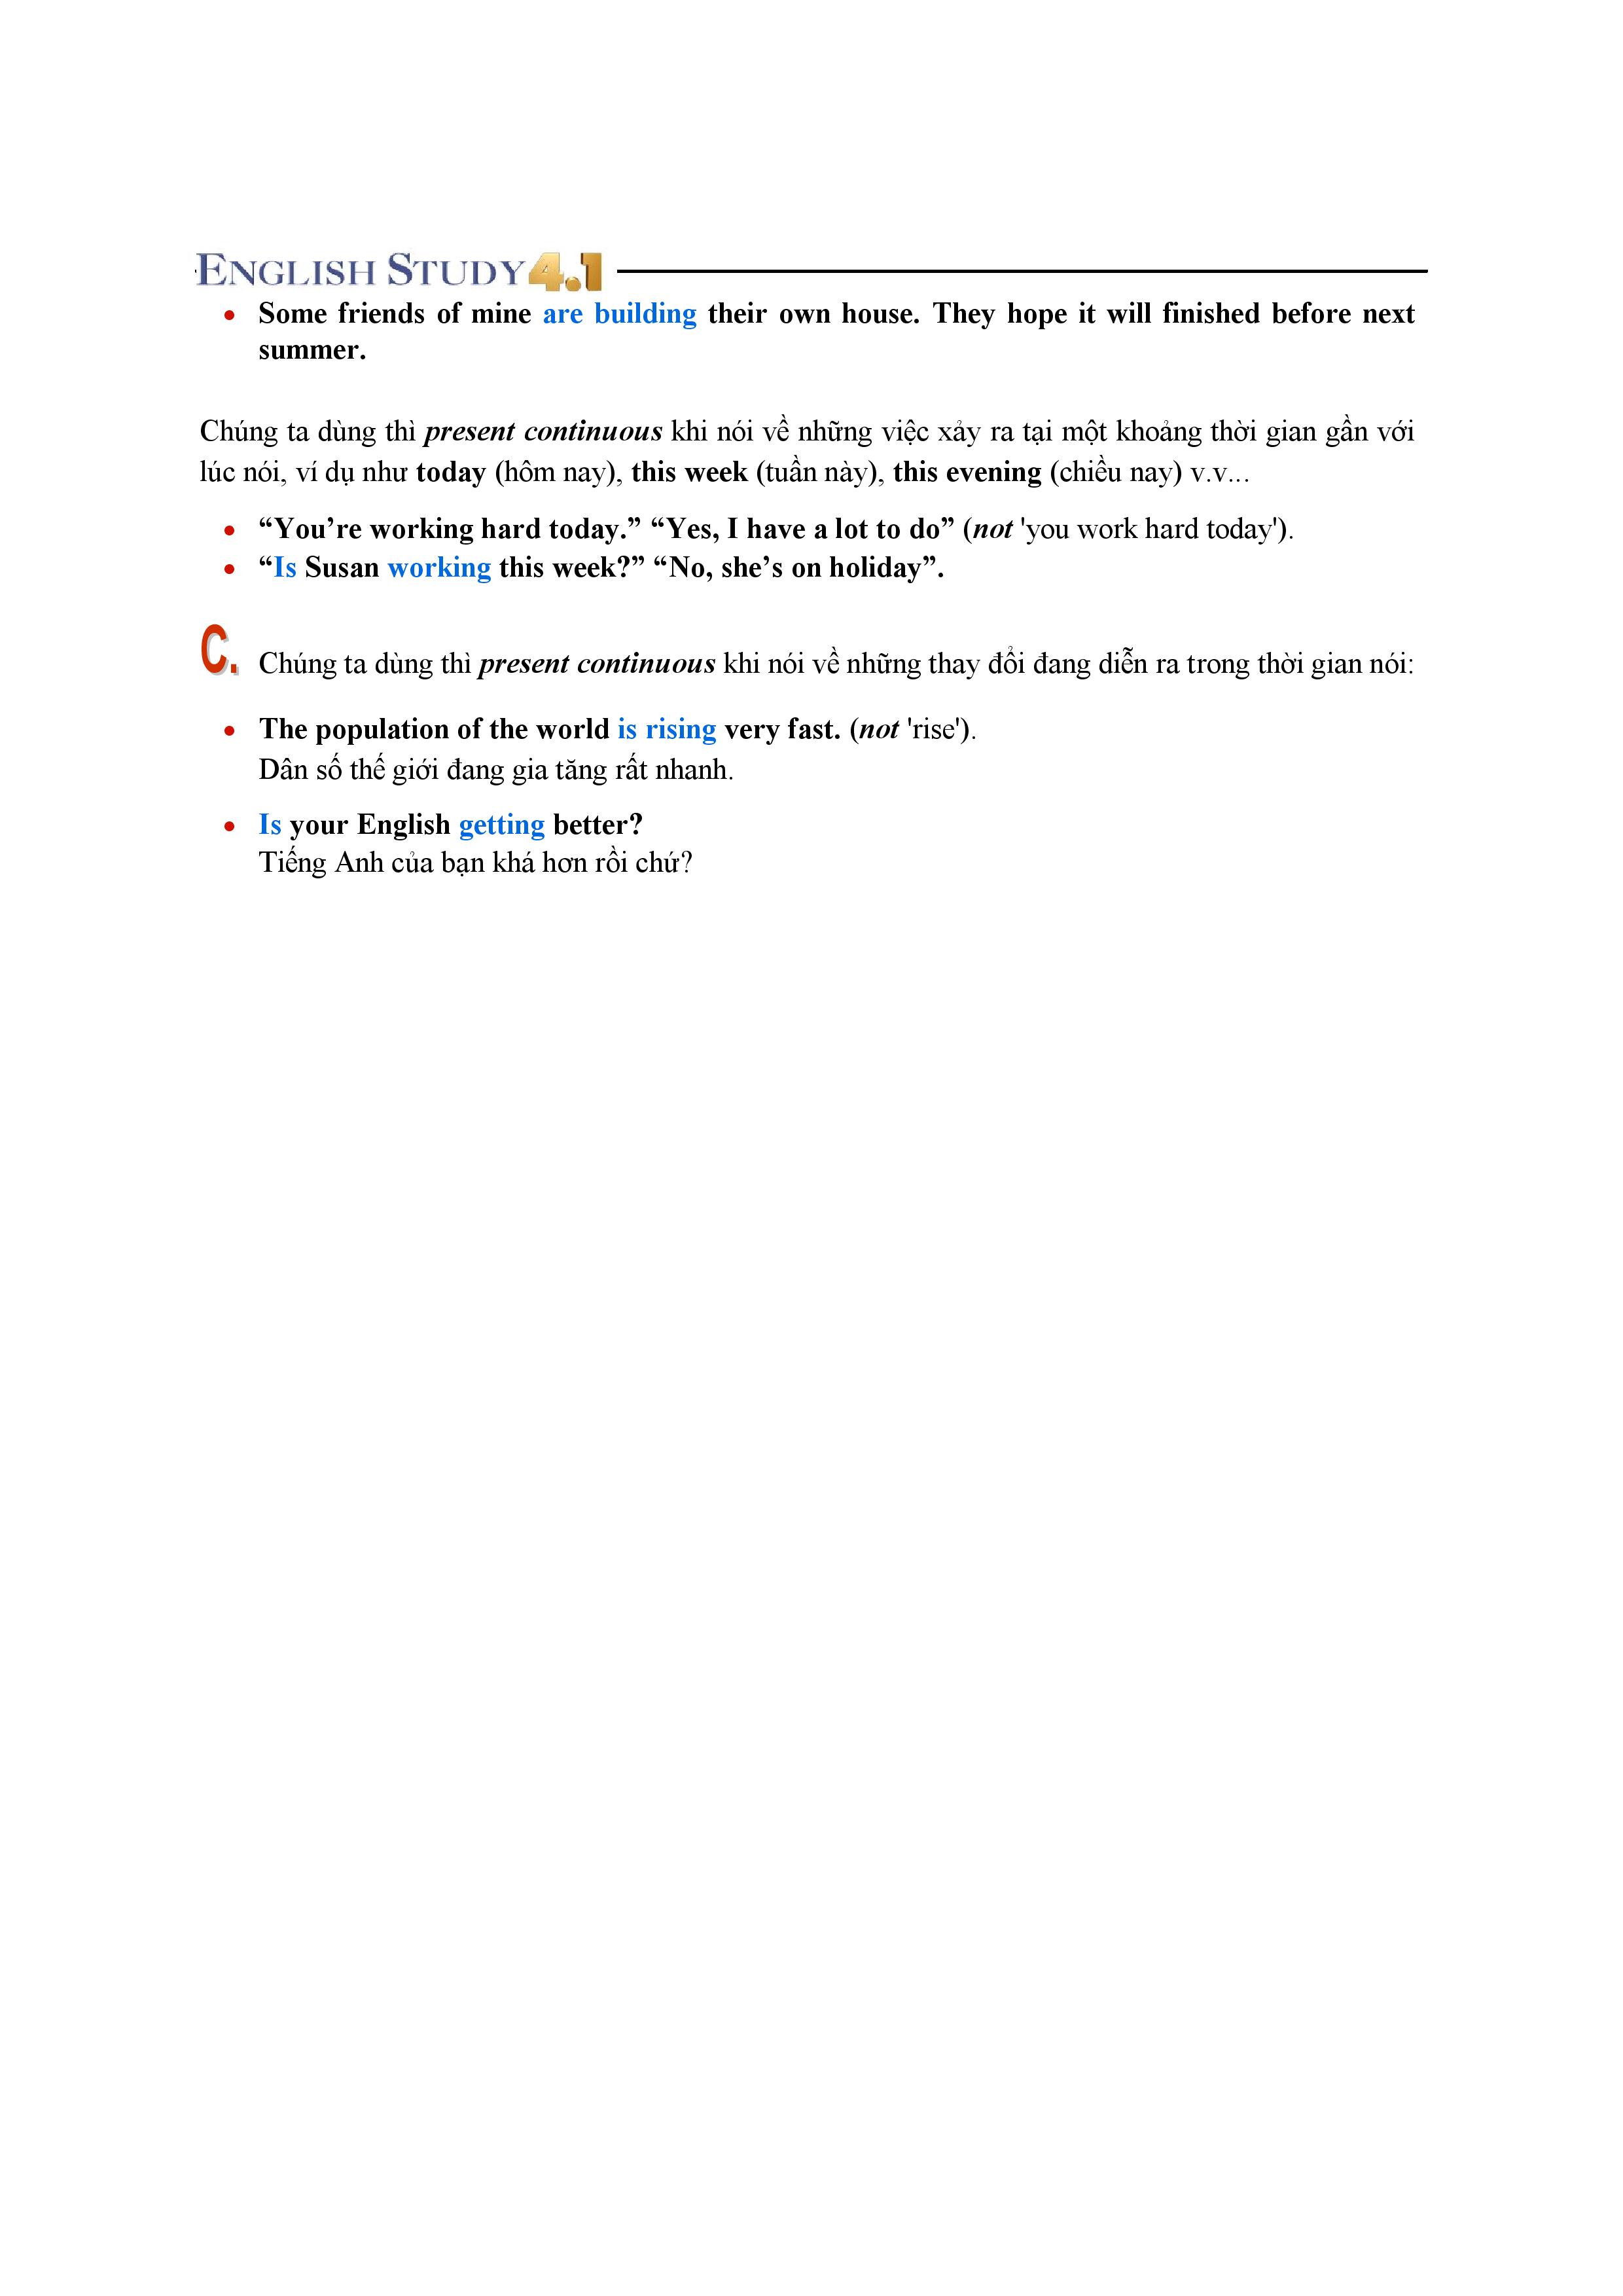 ENGLISH STUDY 4.1
• Some friends of mine are building their own house. They hope it will finished before next
summer.
Chúng ta dùng thì present continuous khi nói về những việc xảy ra tại một khoảng thời gian gần với
lúc nói, ví dụ như today (hôm nay), this week (tuần này), this evening (chiều nay) v.v...
• “You’re working hard today.” “Yes, I have a lot to do” (not 'you work hard today').
• “Is Susan working this week?” “No, she’s on holiday”.
C. Chúng ta dùng thì present continuous khi nói về những thay đổi đang diễn ra trong thời gian nói:
• The population of the world is rising very fast. (not 'rise').
Dân số thế giới đang gia tăng rất nhanh.
• Is your English getting better?
Tiếng Anh của bạn khá hơn rồi chứ?